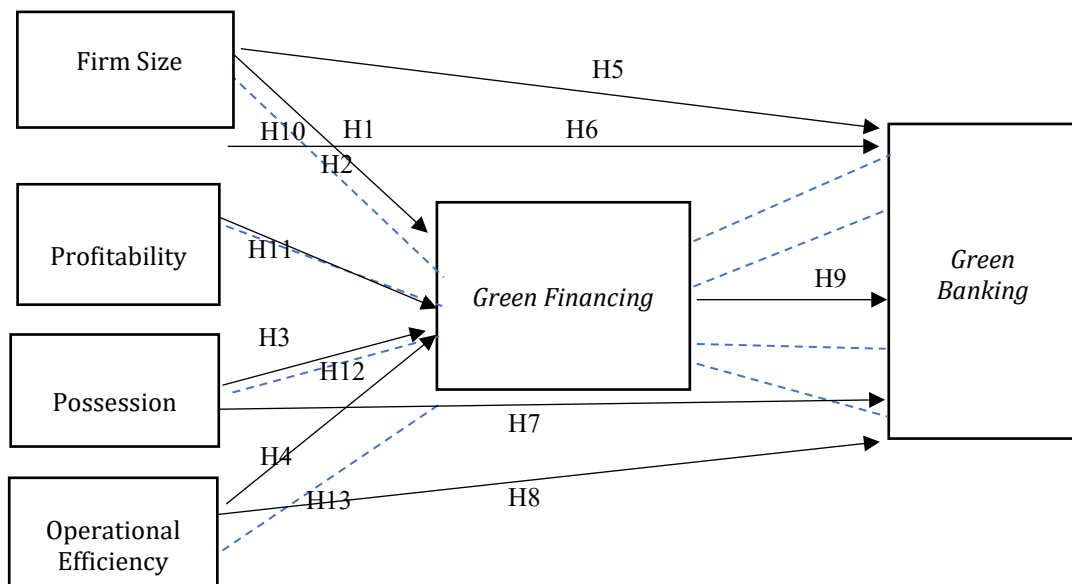 Firm Size
H5
H10
H1
H6
H2
Profitability
H11
Green Financing
Green
Banking
H9
H3
H12
Possession
H7
H4
H13
H8
Operational
Efficiency